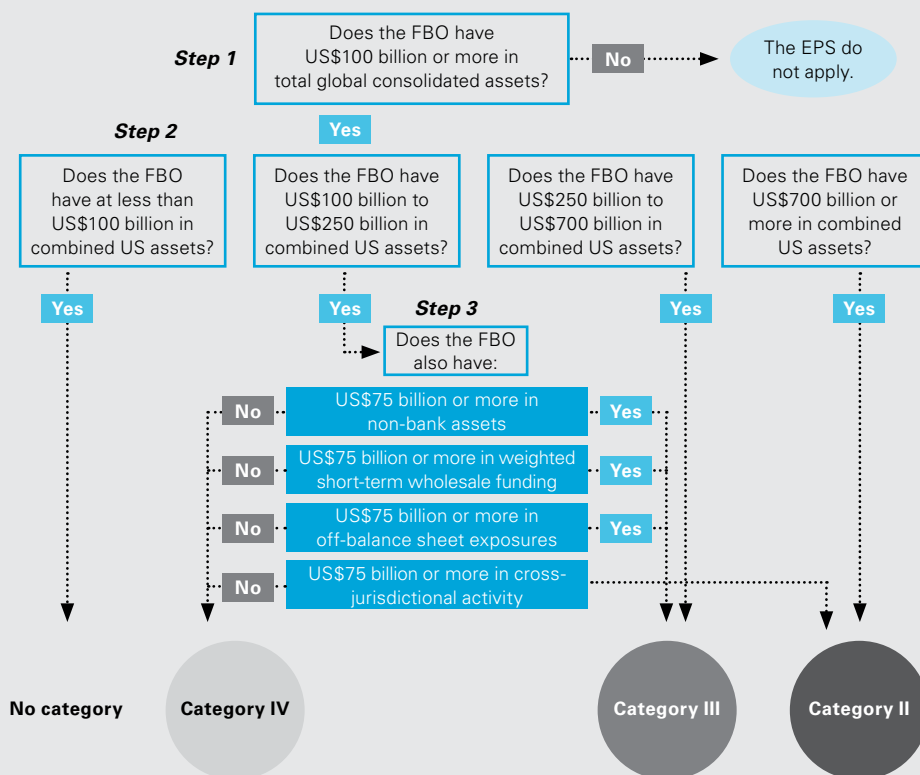 Step 1
Does the FBO have
US$100 billion or more in
total global consolidated assets?
No
The EPS do
not apply.
Yes
Step 2
Does the FBO
have at less than
US$100 billion in
combined US assets?
Does the FBO have
US$100 billion to
US$250 billion in
combined US assets?
Does the FBO have
US$250 billion to
US$700 billion in
combined US assets?
Does the FBO have
US$700 billion or
more in combined
US assets?
Yes
Yes
Step 3
Yes
Yes
Does the FBO
also have:
No
US$75 billion or more in
non-bank assets
Yes
No
US$75 billion or more in weighted
short-term wholesale funding
Yes
No
US$75 billion or more in
off-balance sheet exposures
Yes
No
US$75 billion or more in cross-
jurisdictional activity
No category
Category IV
Category III
Category II